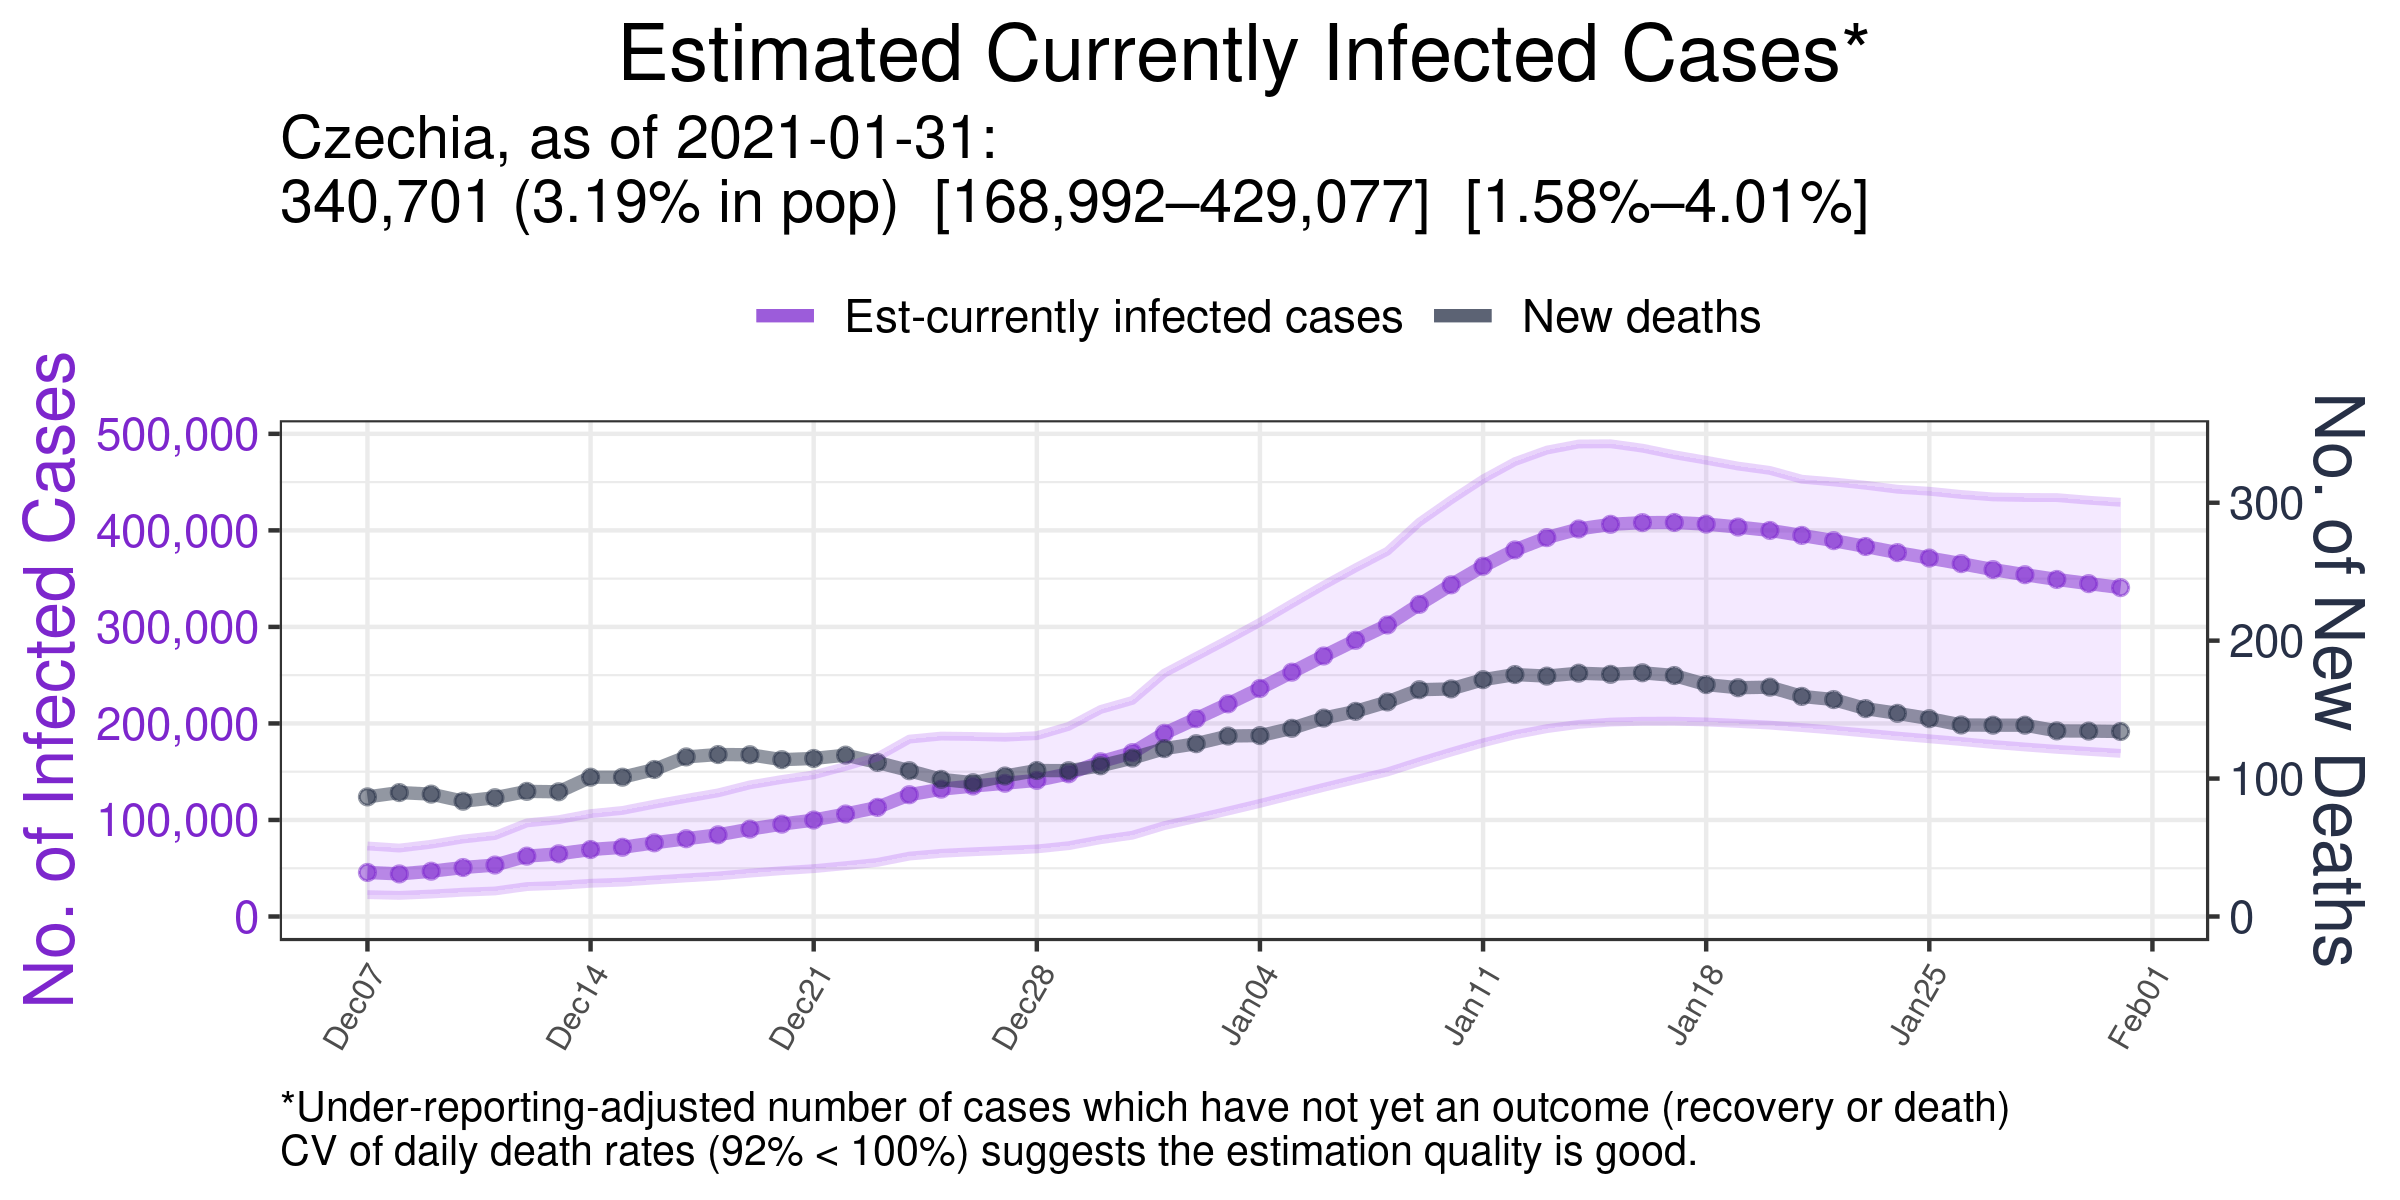 Estimated Currently Infected Cases*
Czechia, as of 2021-01-31:
340,701 (3.19% in pop)  [168,992–429,077]  [1.58%–4.01%]
Est-currently infected cases
New deaths
No. of Infected Cases
500,000
400,000
300,000
200,000
100,000
0
No. of New Deaths
300
200
100
0
Dec07
Dec14
Dec21
Dec28
Jan04
Jan11
Jan18
Jan25
Feb01
*Under-reporting-adjusted number of cases which have not yet an outcome (recovery or death)
CV of daily death rates (92% < 100%) suggests the estimation quality is good.